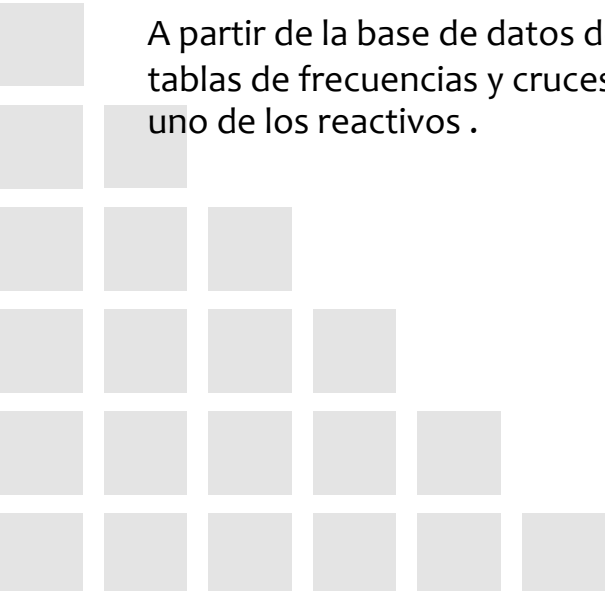 A partir de la base de datos d
tablas de frecuencias y cruces
uno de los reactivos .